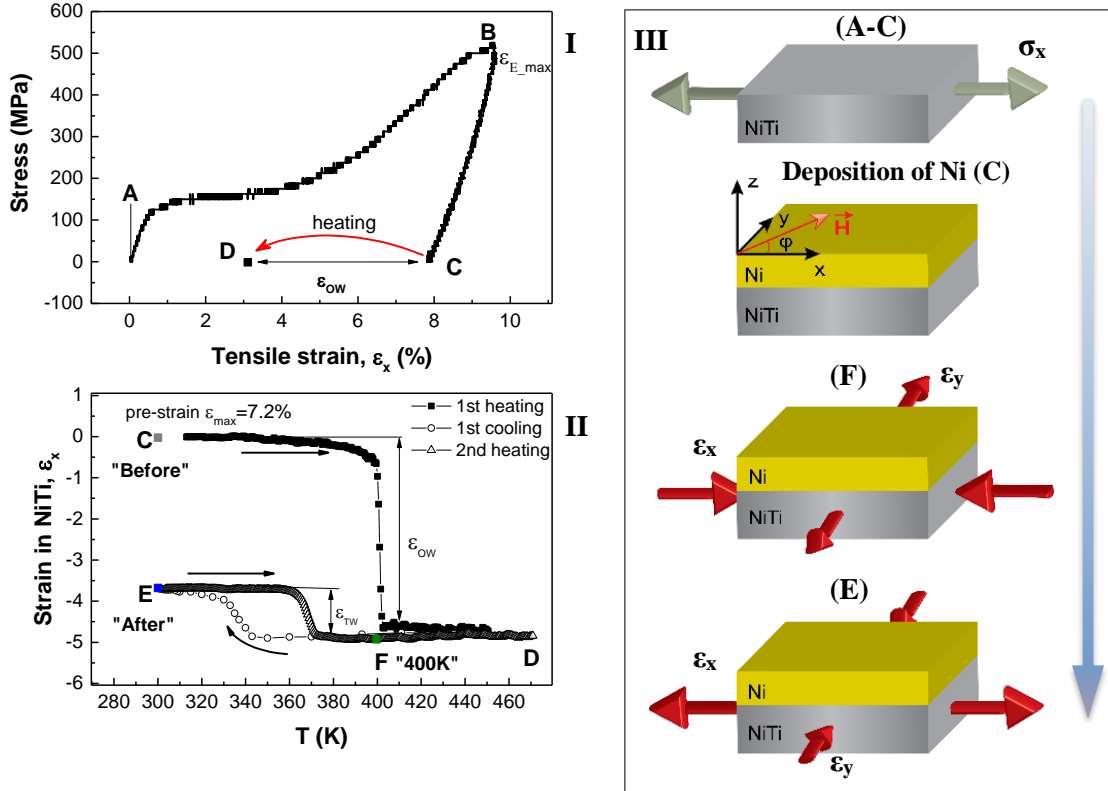 I
Stress (MPa)
600
500
400
300
200
100
0
-100
A
B
ε_E_max
heating
D
C
ε_OW
0 2 4 6 8 10
Tensile strain, ε_x (%)
II
Strain in NiTi, ε_x
pre-strain ε_max=7.2%
1st heating
1st cooling
2nd heating
1
0
-1
-2
-3
-4
-5
-6
C
"Before"
ε_OW
E
"After"
ε_TW
F "400K"
D
280 300 320 340 360 380 400 420 440 460
T (K)
III
(A-C)
σ_x
NiTi
Deposition of Ni (C)
z
y
H
φ
x
Ni
NiTi
(F)
ε_y
ε_x
Ni
NiTi
(E)
ε_x
Ni
NiTi
ε_y